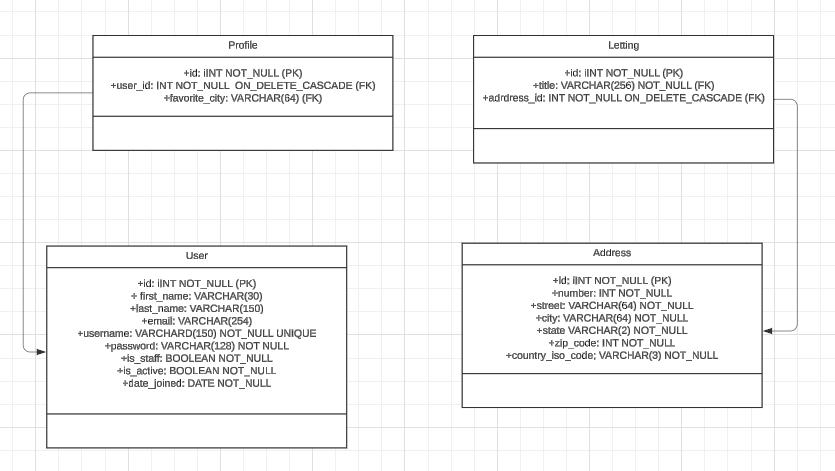 Profile
+id: iINT NOT_NULL (PK)
+user_id: INT NOT_NULL ON_DELETE_CASCADE (FK)
+favorite_city: VARCHAR(64) (FK)
Letting
+id: iINT NOT_NULL (PK)
+title: VARCHAR(256) NOT_NULL (FK)
+adrdress_id: INT NOT_NULL ON_DELETE_CASCADE (FK)
User
+id: iINT NOT_NULL (PK)
+ first_name: VARCHAR(30)
+last_name: VARCHAR(150)
+email: VARCHAR(254)
+username: VARCHARD(150) NOT_NULL UNIQUE
+password: VARCHAR(128) NOT NULL
+is_staff: BOOLEAN NOT_NULL
+is_active: BOOLEAN NOT_NULL
+date_joined: DATE NOT_NULL
Address
+id: iINT NOT_NULL (PK)
+number: INT NOT_NULL
+street: VARCHAR(64) NOT_NULL
+city: VARCHAR(64) NOT_NULL
+state VARCHAR(2) NOT_NULL
+zip_code: INT NOT_NULL
+country_iso_code; VARCHAR(3) NOT_NULL